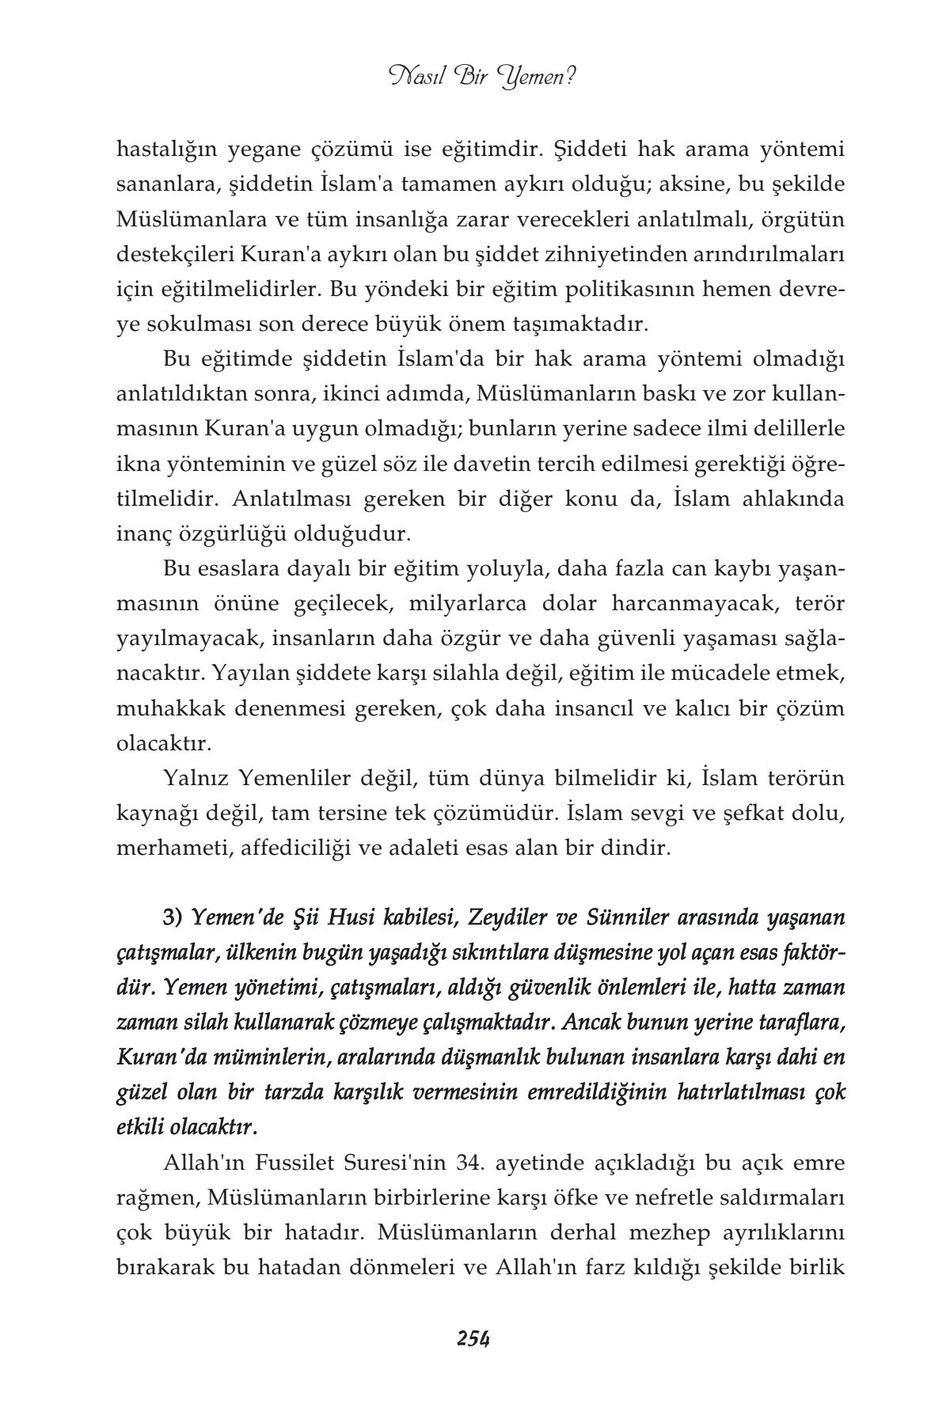 Nasıl Bir Yemen?
hastalığın yegane çözümü ise eğitimdir. Şiddeti hak arama yöntemi
sananlara, şiddetin İslam'a tamamen aykırı olduğu; aksine, bu şekilde
Müslümanlara ve tüm insanlığa zarar verecekleri anlatılmalı, örgütün
destekçileri Kuran'a aykırı olan bu şiddet zihniyetinden arındırılmaları
için eğitilmelidirler. Bu yöndeki bir eğitim politikasının hemen devre-
ye sokulması son derece büyük önem taşımaktadır.
Bu eğitimde şiddetin İslam'da bir hak arama yöntemi olmadığı
anlatıldıktan sonra, ikinci adımda, Müslümanların baskı ve zor kullan-
masının Kuran'a uygun olmadığı; bunların yerine sadece ilmi delillerle
ikna yönteminin ve güzel söz ile davetin tercih edilmesi gerektiği öğre-
tilmelidir. Anlatılması gereken bir diğer konu da, İslam ahlakında
inanç özgürlüğü olduğudur.
Bu esaslara dayalı bir eğitim yoluyla, daha fazla can kaybı yaşan-
masının önüne geçilecek, milyarlarca dolar harcanmayacak, terör
yayılmayacak, insanların daha özgür ve daha güvenli yaşaması sağla-
nacaktır. Yayılan şiddete karşı silahla değil, eğitim ile mücadele etmek,
muhakkak denenmesi gereken, çok daha insancıl ve kalıcı bir çözüm
olacaktır.
Yalnız Yemenliler değil, tüm dünya bilmelidir ki, İslam terörün
kaynağı değil, tam tersine tek çözümüdür. İslam sevgi ve şefkat dolu,
merhameti, affediciliği ve adaleti esas alan bir dindir.
3) Yemen'de Şii Husi kabilesi, Zeydiler ve Sünniler arasında yaşanan
çatışmalar, ülkenin bugün yaşadığı sıkıntılara düşmesine yol açan esas faktör-
dür. Yemen yönetimi, çatışmaları, aldığı güvenlik önlemleri ile, hatta zaman
zaman silah kullanarak çözmeye çalışmaktadır. Ancak bunun yerine taraflara,
Kuran'da müminlerin, aralarında düşmanlık bulunan insanlara karşı dahi en
güzel olan bir tarzda karşılık vermesinin emredildiğinin hatırlatılması çok
etkili olacaktır.
Allah'ın Fussilet Suresi'nin 34. ayetinde açıkladığı bu açık emre
rağmen, Müslümanların birbirlerine karşı öfke ve nefretle saldırmaları
çok büyük bir hatadır. Müslümanların derhal mezhep ayrılıklarını
bırakarak bu hatadan dönmeleri ve Allah'ın farz kıldığı şekilde birlik
254